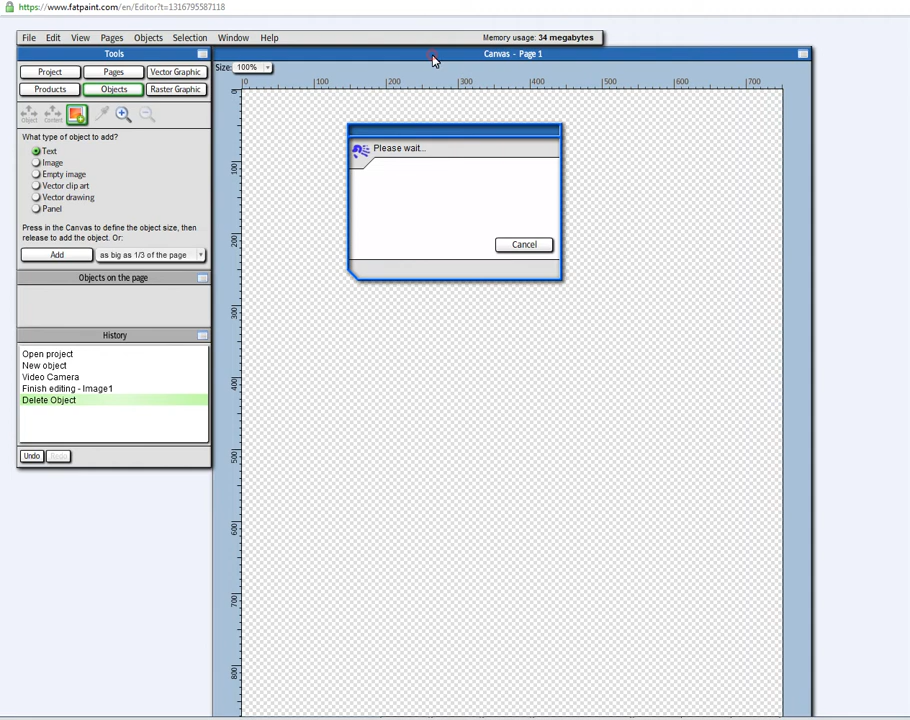 https://www.fatpaint.com/en/Editor?t=1316795587118
File Edit View Pages Objects Selection Window Help Memory usage: 34 megabytes
Tools
Canvas - Page 1
Project Pages Vector Graphic
Size: 100%
Products Objects Raster Graphic
0 |100 |200 |300 |400 |500 |600 |700
Object Content
What type of object to add?
Text
Image
Empty image
Vector clip art
Vector drawing
Panel
Press in the Canvas to define the object size, then
release to add the object. Or:
Add as big as 1/3 of the page
Objects on the page
History
Open project
New object
Video Camera
Finish editing - Image1
Delete Object
Undo Redo
Please wait...
Cancel
0|
100|
200|
300|
400|
500|
600|
700|
800|